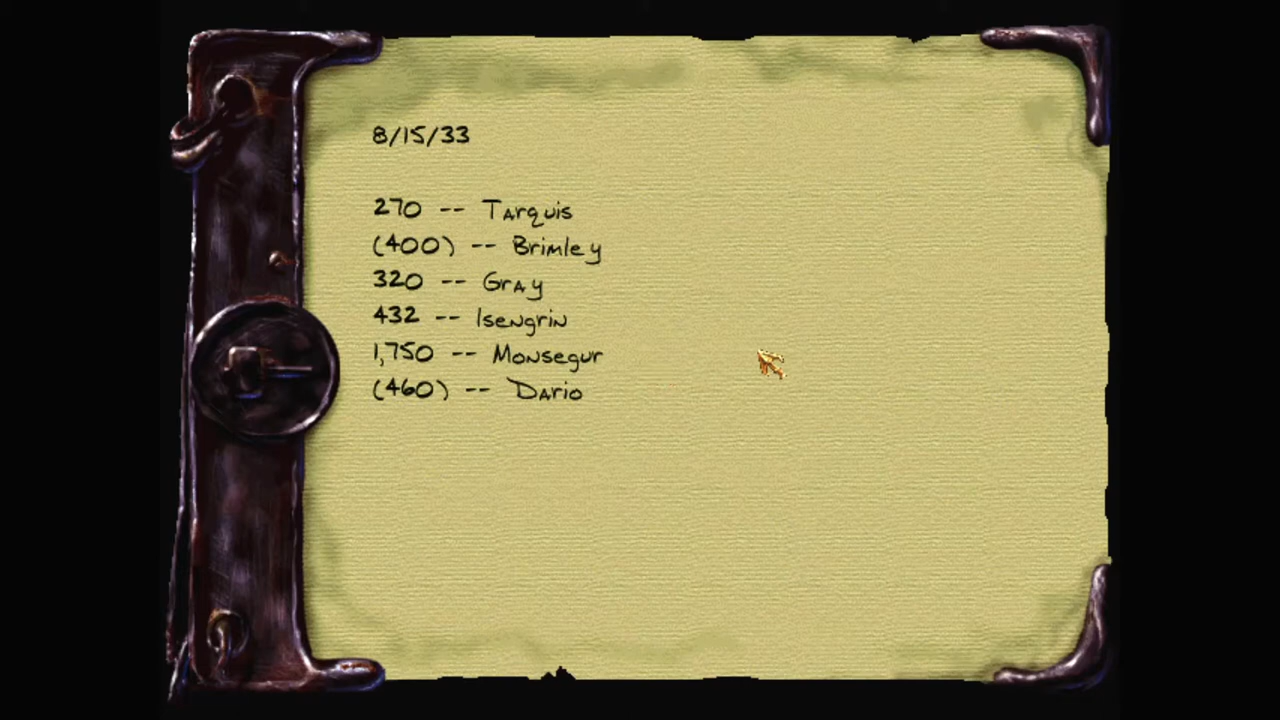 8/15/33
270 -- Tarquis
(400) -- Brimley
320 -- Gray
432 -- Isengrin
1,750 -- Monsegur
(460) -- Dario